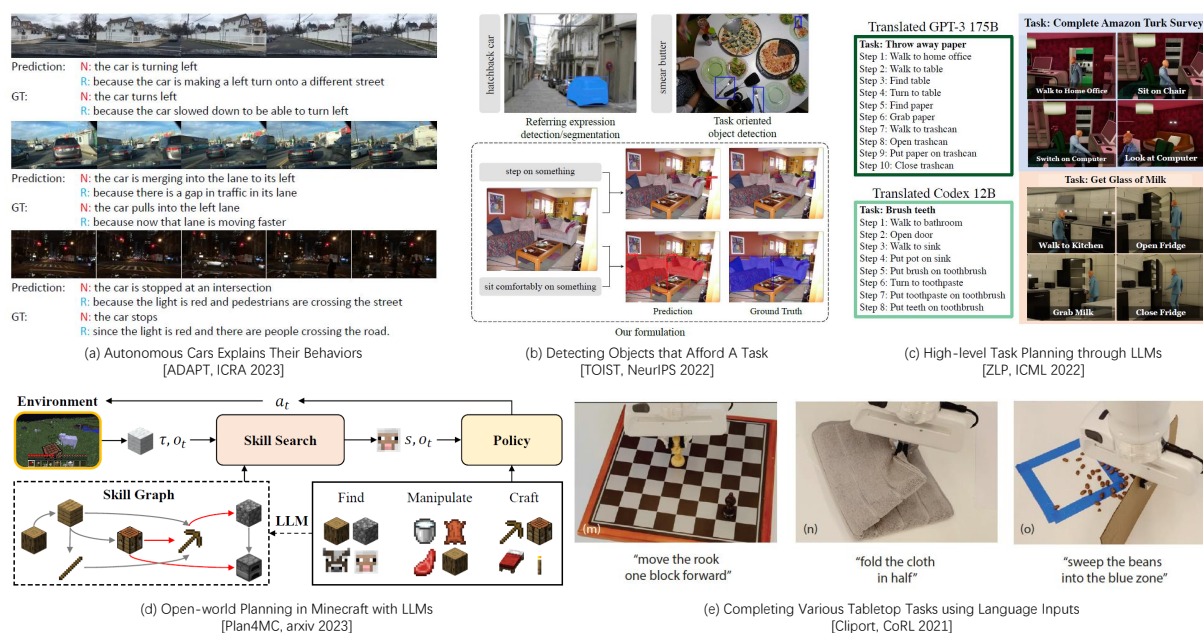 Prediction: N: the car is turning left
R: because the car is making a left turn onto a different street
GT: N: the car turns left
R: because the car slowed down to be able to turn left
Prediction: N: the car is merging into the lane to its left
R: because there is a gap in traffic in its lane
GT: N: the car pulls into the left lane
R: because now that lane is moving faster
Prediction: N: the car is stopped at an intersection
R: because the light is red and pedestrians are crossing the street
GT: N: the car stops
R: since the light is red and there are people crossing the road.
(a) Autonomous Cars Explains Their Behaviors
[ADAPT, ICRA 2023]
hatchback car
smear butter
Referring expression
detection/segmentation
Task oriented
object detection
step on something
sit comfortably on something
Prediction
Ground Truth
Our formulation
(b) Detecting Objects that Afford A Task
[TOIST, NeurIPS 2022]
Translated GPT-3 175B
Task: Throw away paper
Step 1: Walk to home office
Step 2: Walk to table
Step 3: Find table
Step 4: Turn to table
Step 5: Find paper
Step 6: Grab paper
Step 7: Walk to trashcan
Step 8: Open trashcan
Step 9: Put paper on trashcan
Step 10: Close trashcan
Translated Codex 12B
Task: Brush teeth
Step 1: Walk to bathroom
Step 2: Open door
Step 3: Walk to sink
Step 4: Put pot on sink
Step 5: Put brush on toothbrush
Step 6: Turn to toothpaste
Step 7: Put toothpaste on toothbrush
Step 8: Put teeth on toothbrush
Task: Complete Amazon Turk Surveys
Walk to Home Office
Sit on Chair
Switch on Computer
Look at Computer
Task: Get Glass of Milk
Walk to Kitchen
Open Fridge
Grab Milk
Close Fridge
(c) High-level Task Planning through LLMs
[ZLP, ICML 2022]
Environment
a_t
τ, o_t
Skill Search
s, o_t
Policy
Skill Graph
LLM
Find
Manipulate
Craft
(d) Open-world Planning in Minecraft with LLMs
[Plan4MC, arxiv 2023]
(m)
(n)
(o)
"move the rook
one block forward"
"fold the cloth
in half"
"sweep the beans
into the blue zone"
(e) Completing Various Tabletop Tasks using Language Inputs
[Cliport, CoRL 2021]